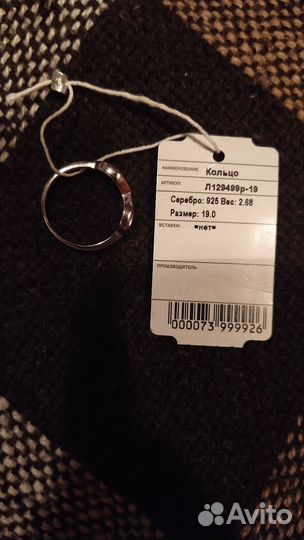 НАИМЕНОВАНИЕ Кольцо
АРТИКУЛ Л129499р-19
Серебро: 925 Вес: 2.68
Размер: 19.0
ВСТАВКИ: =нет=
ПРОИЗВОДИТЕЛЬ:
000073 999926
Avito